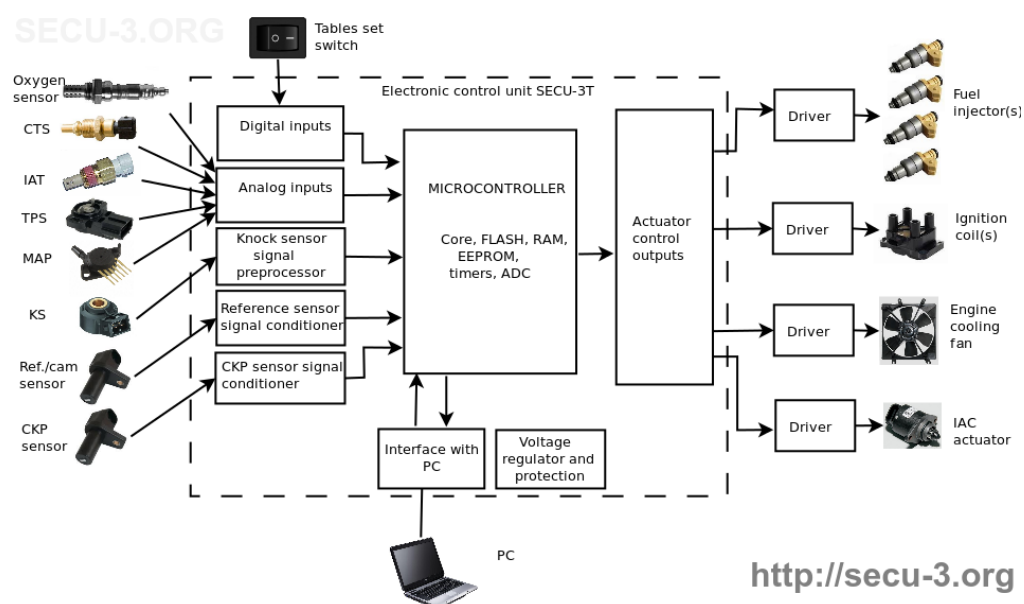 SECU-3.ORG
Tables set
switch
Oxygen
sensor
CTS
IAT
TPS
MAP
KS
Ref./cam
sensor
CKP
sensor
Electronic control unit SECU-3T
Digital inputs
Analog inputs
Knock sensor
signal
preprocessor
Reference sensor
signal conditioner
CKP sensor signal
conditioner
MICROCONTROLLER
Core, FLASH, RAM,
EEPROM,
timers, ADC
Interface with
PC
Voltage
regulator and
protection
Actuator
control
outputs
Driver
Fuel
injector(s)
Driver
Ignition
coil(s)
Driver
Engine
cooling
fan
Driver
IAC
actuator
PC
http://secu-3.org